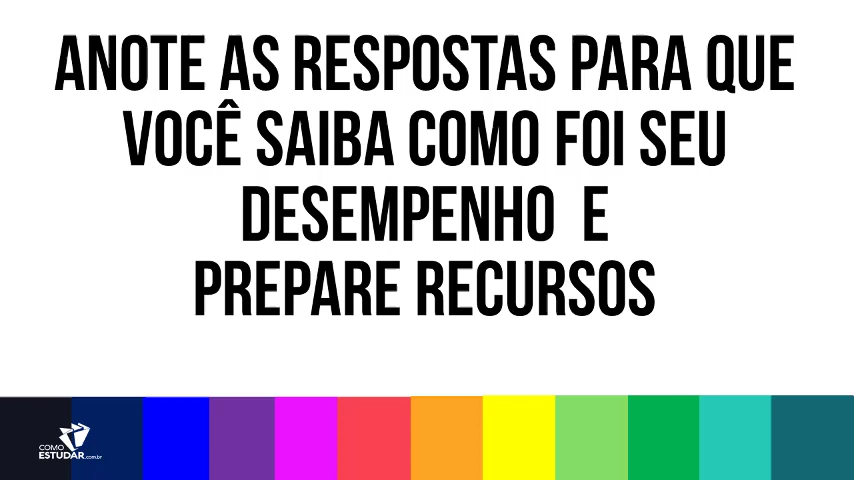 ANOTE AS RESPOSTAS PARA QUE
VOCÊ SAIBA COMO FOI SEU
DESEMPENHO E
PREPARE RECURSOS
COMO
ESTUDAR.com.br